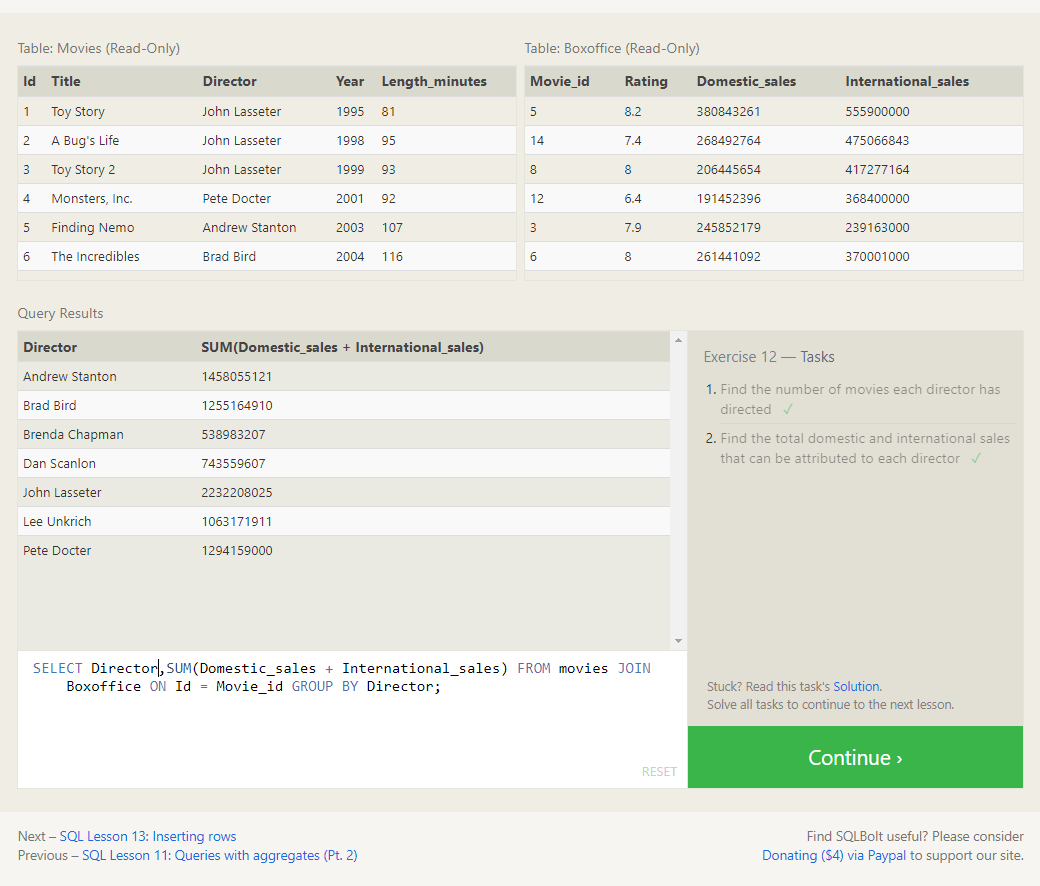 Table: Movies (Read-Only)
Id Title Director Year Length_minutes
1 Toy Story John Lasseter 1995 81
2 A Bug's Life John Lasseter 1998 95
3 Toy Story 2 John Lasseter 1999 93
4 Monsters, Inc. Pete Docter 2001 92
5 Finding Nemo Andrew Stanton 2003 107
6 The Incredibles Brad Bird 2004 116
Table: Boxoffice (Read-Only)
Movie_id Rating Domestic_sales International_sales
5 8.2 380843261 555900000
14 7.4 268492764 475066843
8 8 206445654 417277164
12 6.4 191452396 368400000
3 7.9 245852179 239163000
6 8 261441092 370001000
Query Results
Director SUM(Domestic_sales + International_sales)
Andrew Stanton 1458055121
Brad Bird 1255164910
Brenda Chapman 538983207
Dan Scanlon 743559607
John Lasseter 2232208025
Lee Unkrich 1063171911
Pete Docter 1294159000
SELECT Director,SUM(Domestic_sales + International_sales) FROM movies JOIN
Boxoffice ON Id = Movie_id GROUP BY Director;
RESET
Exercise 12 — Tasks
1. Find the number of movies each director has
directed ✓
2. Find the total domestic and international sales
that can be attributed to each director ✓
Stuck? Read this task's Solution.
Solve all tasks to continue to the next lesson.
Continue ›
Next – SQL Lesson 13: Inserting rows
Previous – SQL Lesson 11: Queries with aggregates (Pt. 2)
Find SQLBolt useful? Please consider
Donating ($4) via Paypal to support our site.